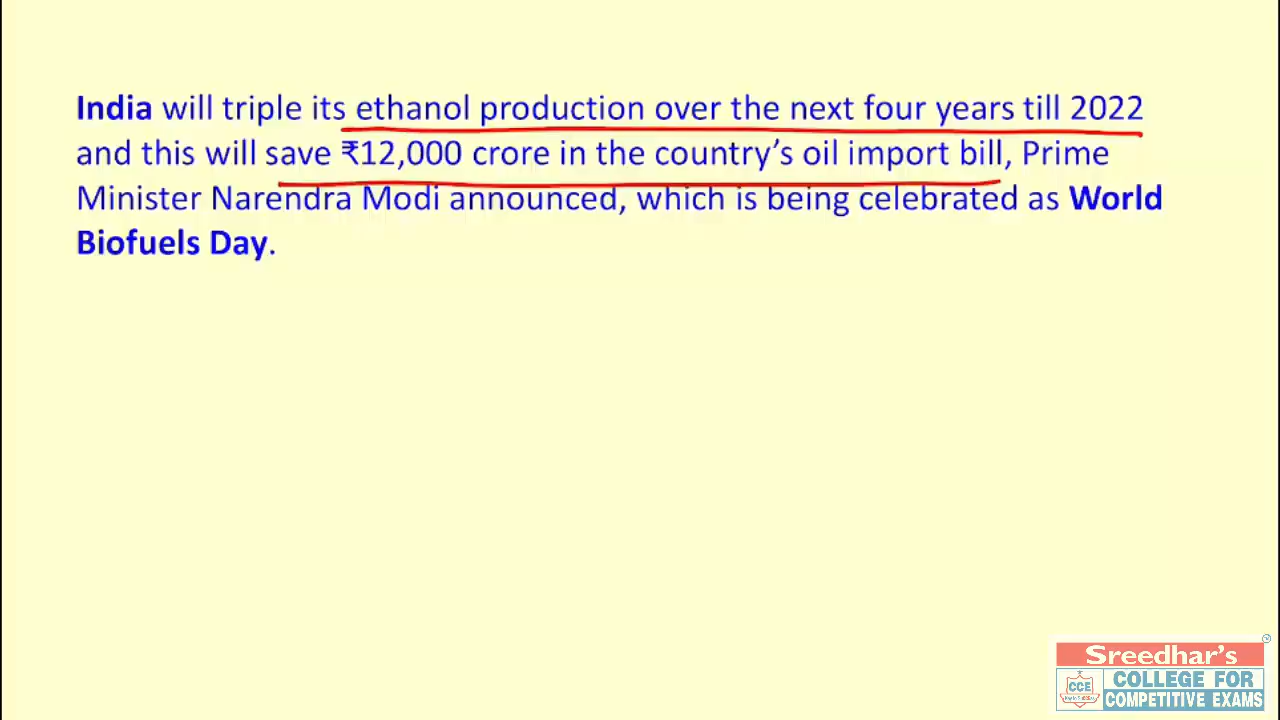 India will triple its ethanol production over the next four years till 2022
and this will save ₹12,000 crore in the country’s oil import bill, Prime
Minister Narendra Modi announced, which is being celebrated as World
Biofuels Day.
Sreedhar's
CCE
COLLEGE FOR
COMPETITIVE EXAMS